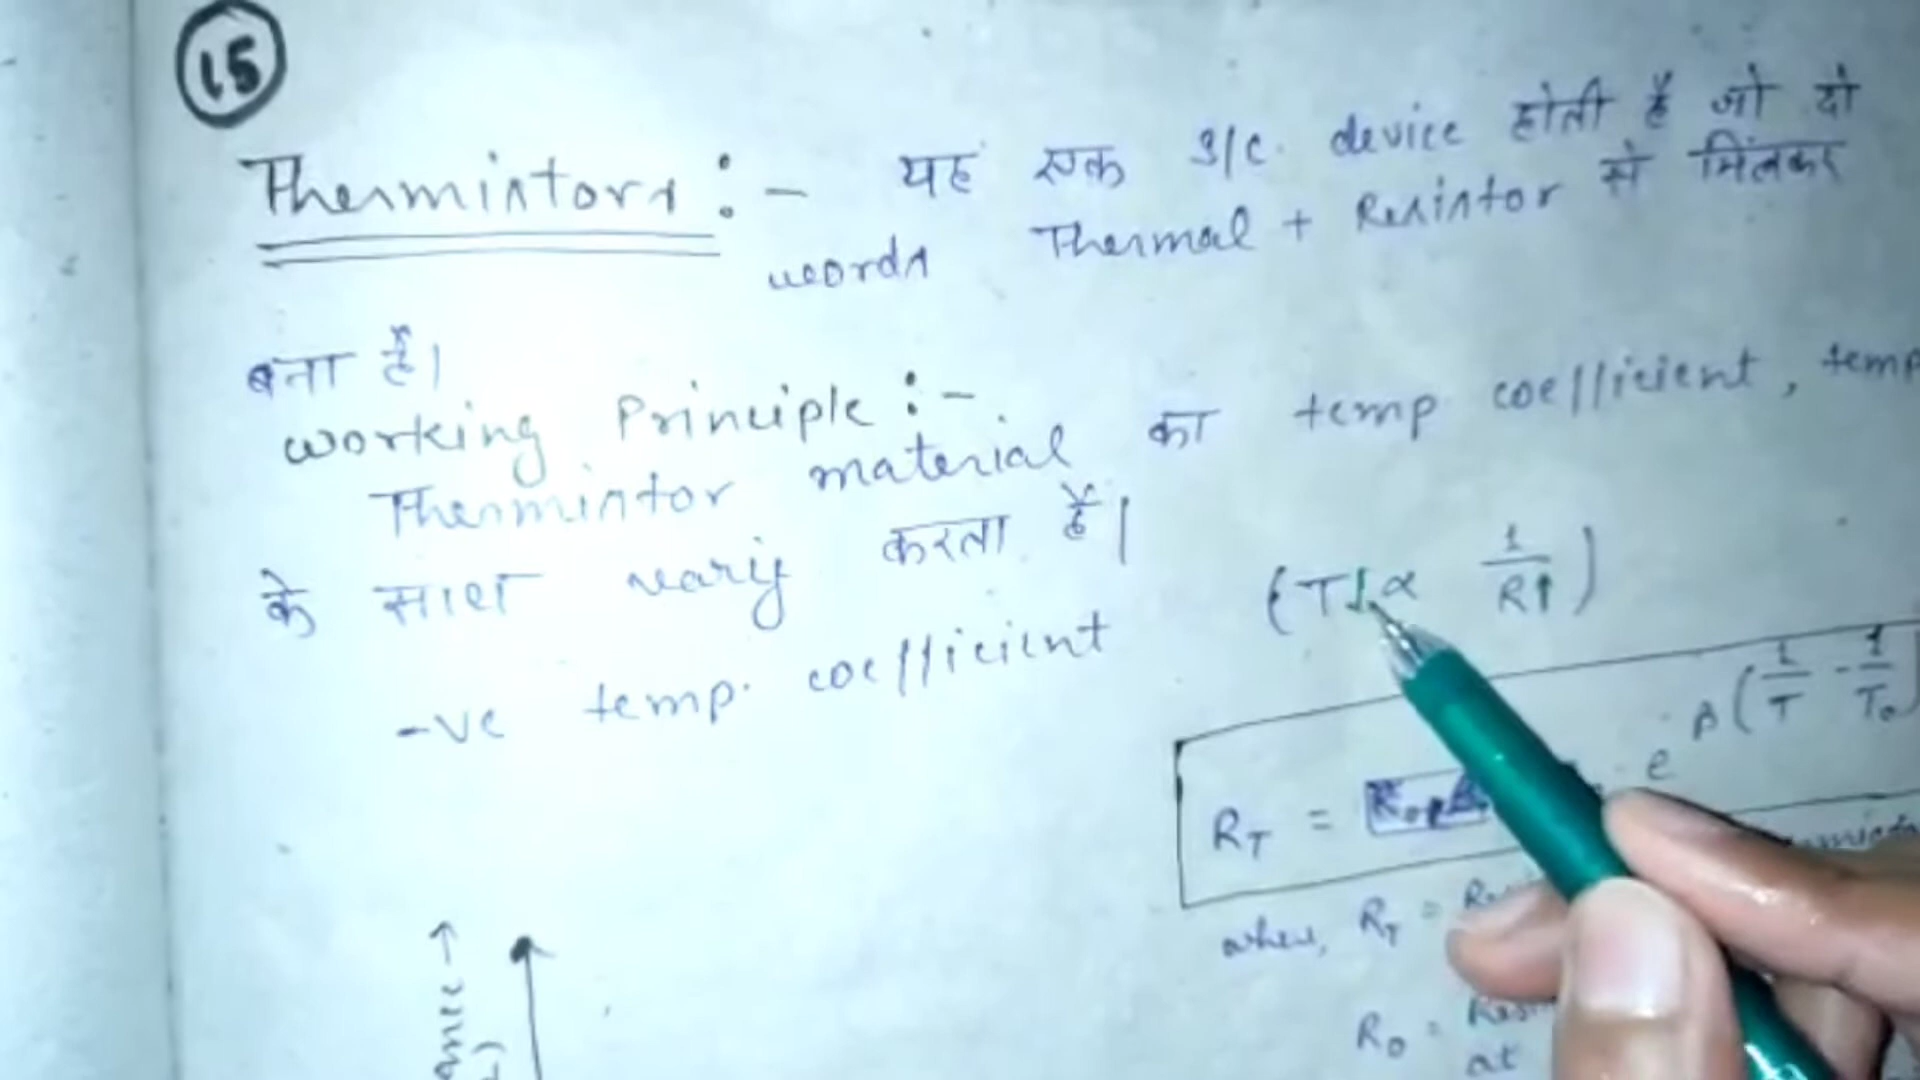 15
Thermistors :- यह एक S/C. device होती है जो दो
words Thermal + Resistor से मिलकर
बना है।
working Principle :-
Thermistor material का temp coefficient, temp
के साथ vary करता है।
-ve temp. coefficient (T↓ ∝ 1/R↑)
R_T = e^β(1/T - 1/T₀)
where, R_T =
R₀ =
at